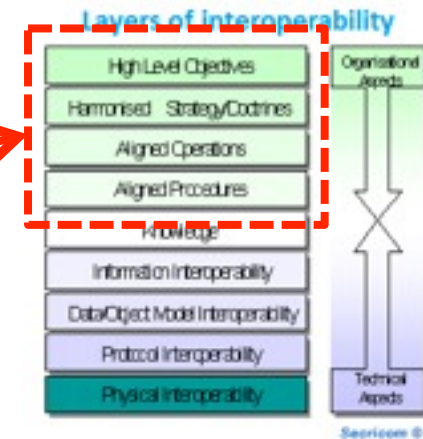 Layers of interoperability
High Level Objectives
Harmonised Strategy/Doctrines
Aligned Operations
Aligned Procedures
Knowledge
Information Interoperability
Data/Object Model Interoperability
Protocol Interoperability
Physical Interoperability
Organisational
Aspects
Technical
Aspects
Secricom ©